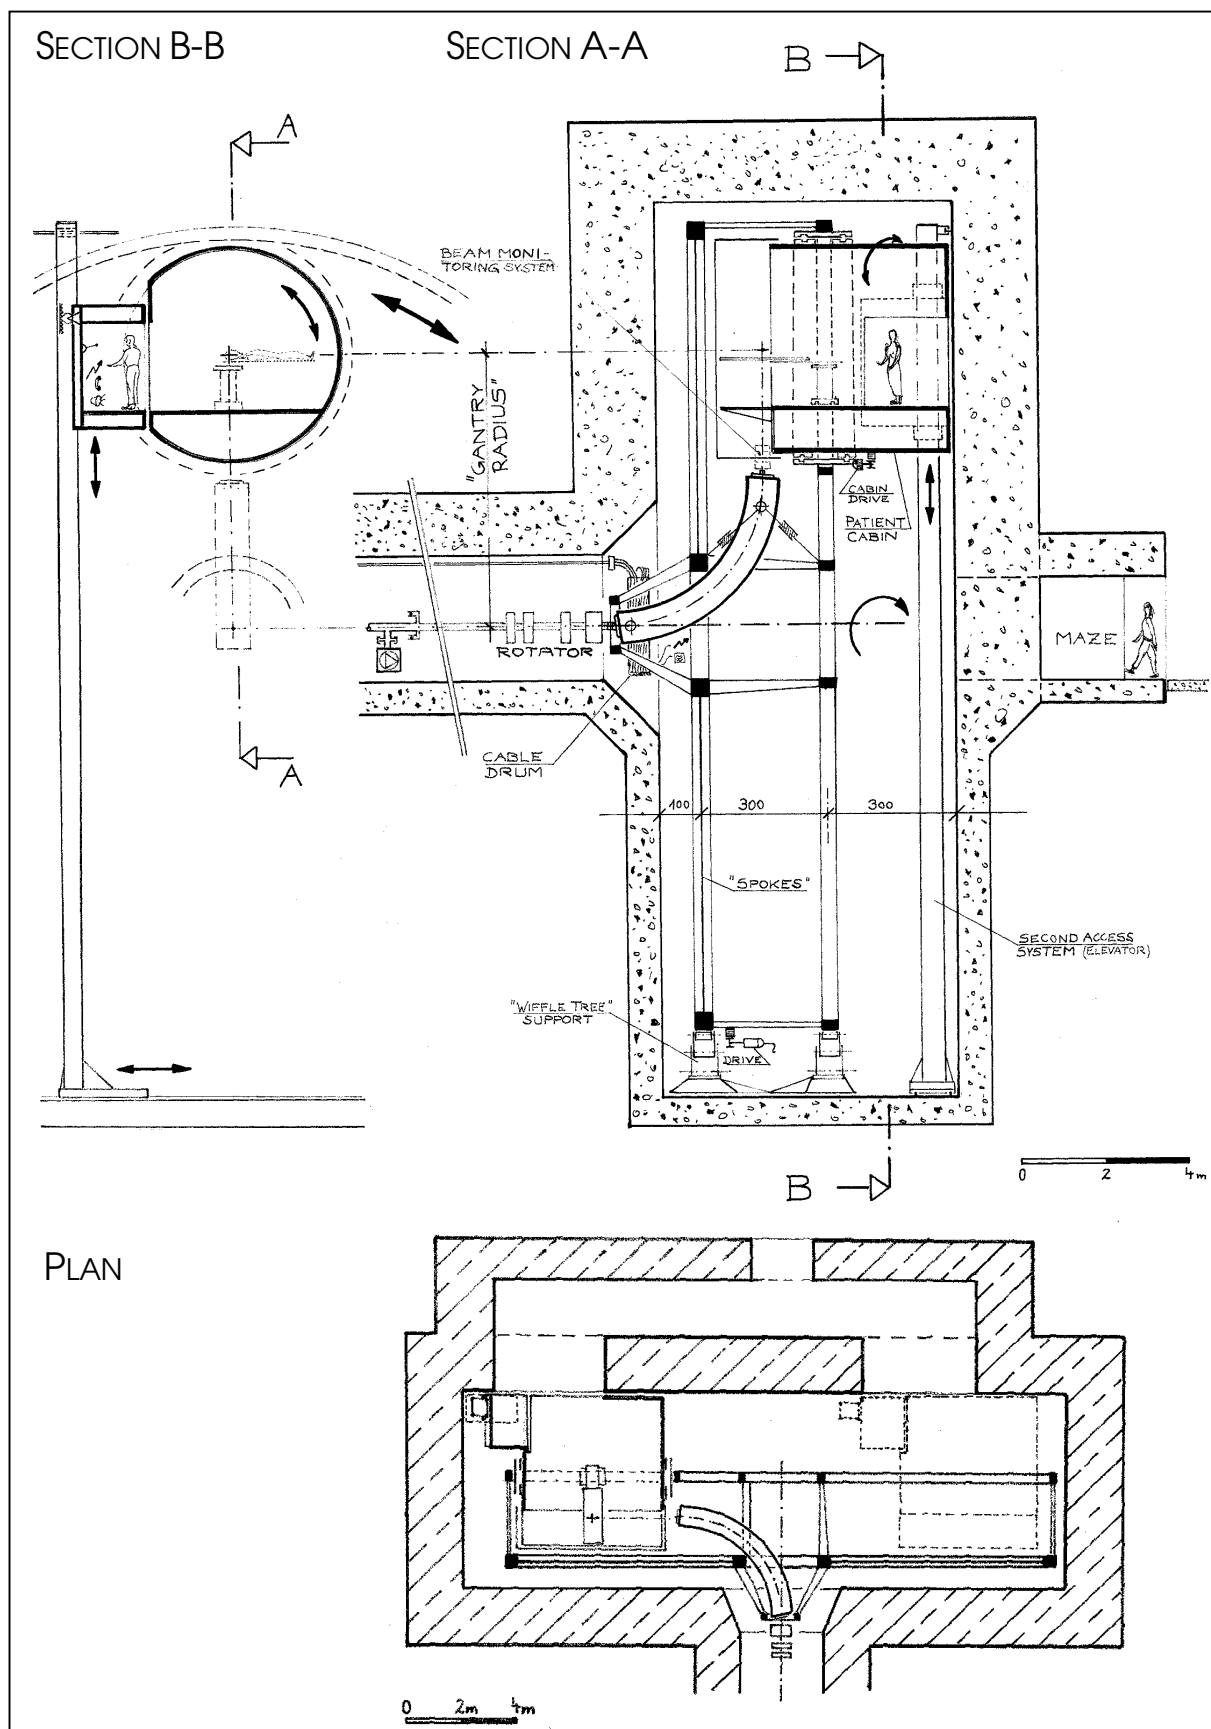 SECTION B-B
SECTION A-A
B
A
BEAM MONI-
TORING SYSTEM
"GANTRY
RADIUS"
CABIN
DRIVE
PATIENT
CABIN
ROTATOR
MAZE
A
CABLE
DRUM
100 300 300
"SPOKES"
SECOND ACCESS
SYSTEM (ELEVATOR)
"WIFFLE TREE"
SUPPORT
DRIVE
B
0 2 4m
PLAN
0 2m 4m